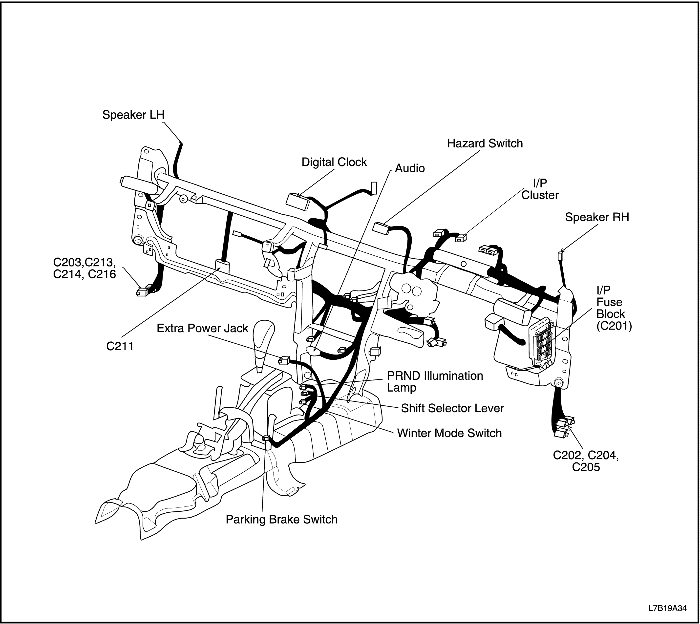 Speaker LH
Hazard Switch
Digital Clock
Audio
I/P
Cluster
Speaker RH
C203,C213,
C214, C216
I/P
Fuse
Block
(C201)
Extra Power Jack
C211
PRND Illumination
Lamp
Shift Selector Lever
Winter Mode Switch
C202, C204,
C205
Parking Brake Switch
L7B19A34